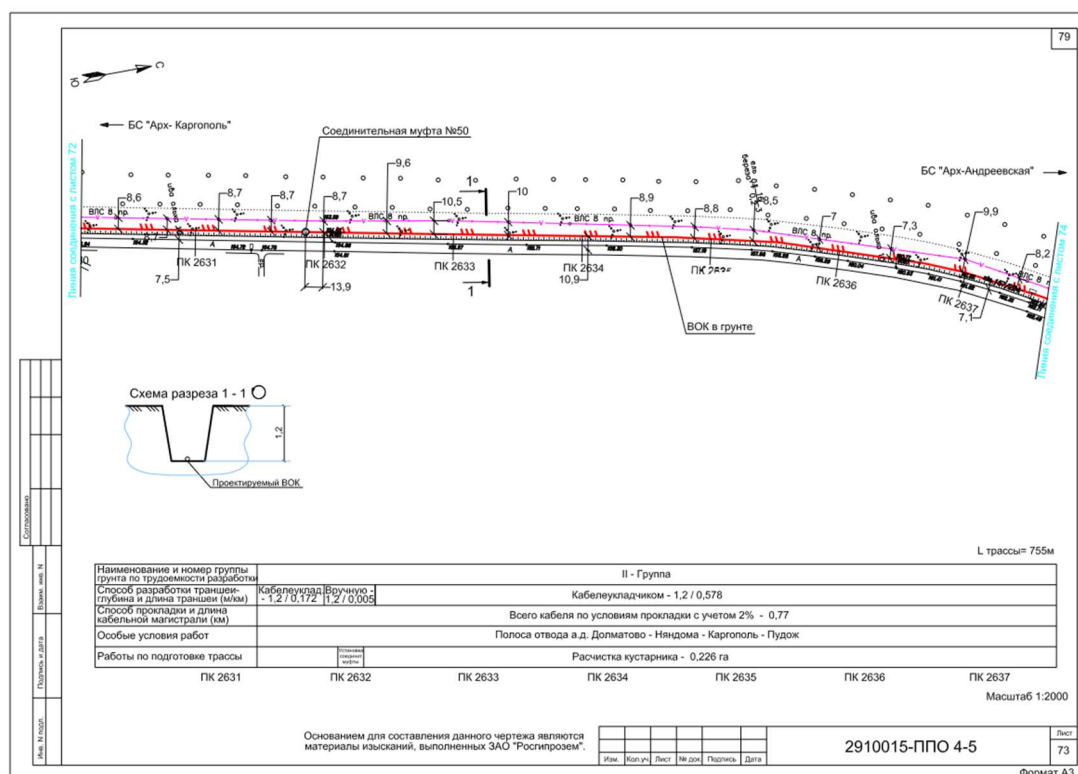 79
Ю
С
БС "Арх- Каргополь"
Соединительная муфта №50
БС "Арх-Андреевская"
Линия соединения с листом 72
Линия соединения с листом 74
9,6
1
8,6
8,7
8,7
8,7
10,5
10
8,9
8,8
8,5
7
7,3
9,9
8,2
ВЛС 8 пр.
ВЛС 8 пр.
ВЛС 8 пр.
ПК 2631
ПК 2632
ПК 2633
ПК 2634
ПК 2635
ПК 2636
ПК 2637
7,5
13,9
1
10,9
7,1
ВОК в грунте
Схема разреза 1 - 1
1,2
Проектируемый ВОК
L трассы= 755м
Наименование и номер группы грунта по трудоемкости разработки
II - Группа
Способ разработки траншеи- глубина и длина траншеи (м/км)
Кабелеуклад. - 1,2 / 0,172
Вручную - 1,2 / 0,005
Кабелеукладчиком - 1,2 / 0,578
Способ прокладки и длина кабельной магистрали (км)
Всего кабеля по условиям прокладки с учетом 2% - 0,77
Особые условия работ
Полоса отвода а.д. Долматово - Няндома - Каргополь - Пудож
Работы по подготовке трассы
Установка соединит. муфты
Расчистка кустарника - 0,226 га
ПК 2631
ПК 2632
ПК 2633
ПК 2634
ПК 2635
ПК 2636
ПК 2637
Масштаб 1:2000
Основанием для составления данного чертежа являются
материалы изысканий, выполненных ЗАО "Росгипрозем".
Изм. Кол.уч. Лист № док. Подпись Дата
2910015-ППО 4-5
Лист
73
Формат А3
Согласовано
Взаим. инв. N
Подпись и дата
Инв. N подл.